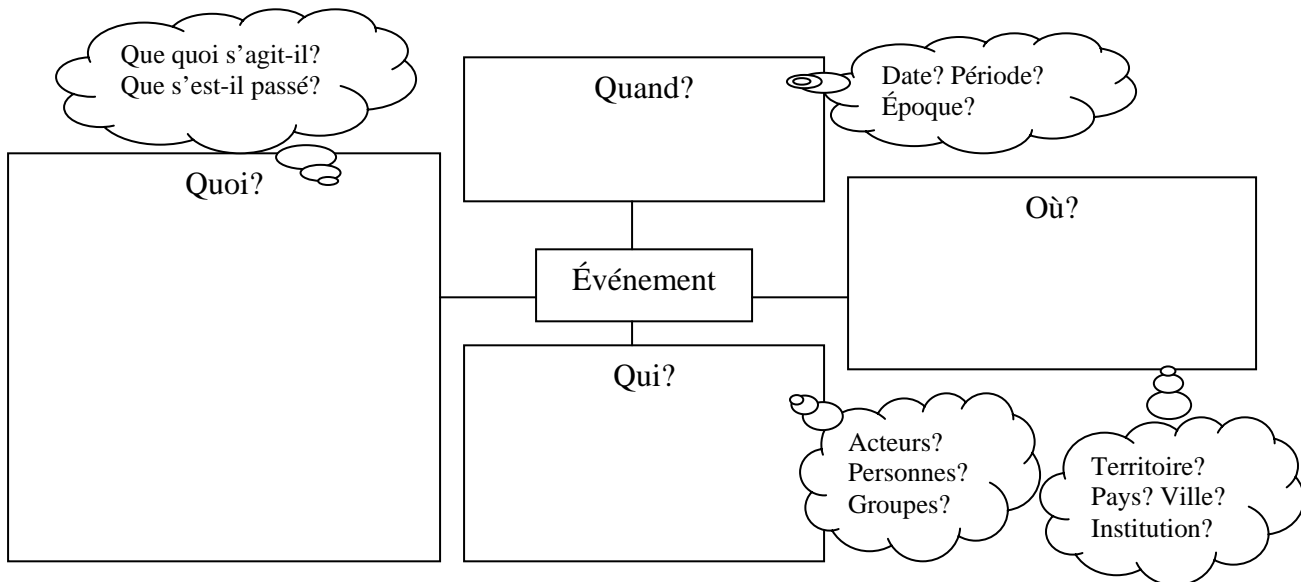 Que quoi s'agit-il?
Que s'est-il passé?
Quand?
Date? Période?
Époque?
Quoi?
Où?
Événement
Qui?
Acteurs?
Personnes?
Groupes?
Territoire?
Pays? Ville?
Institution?